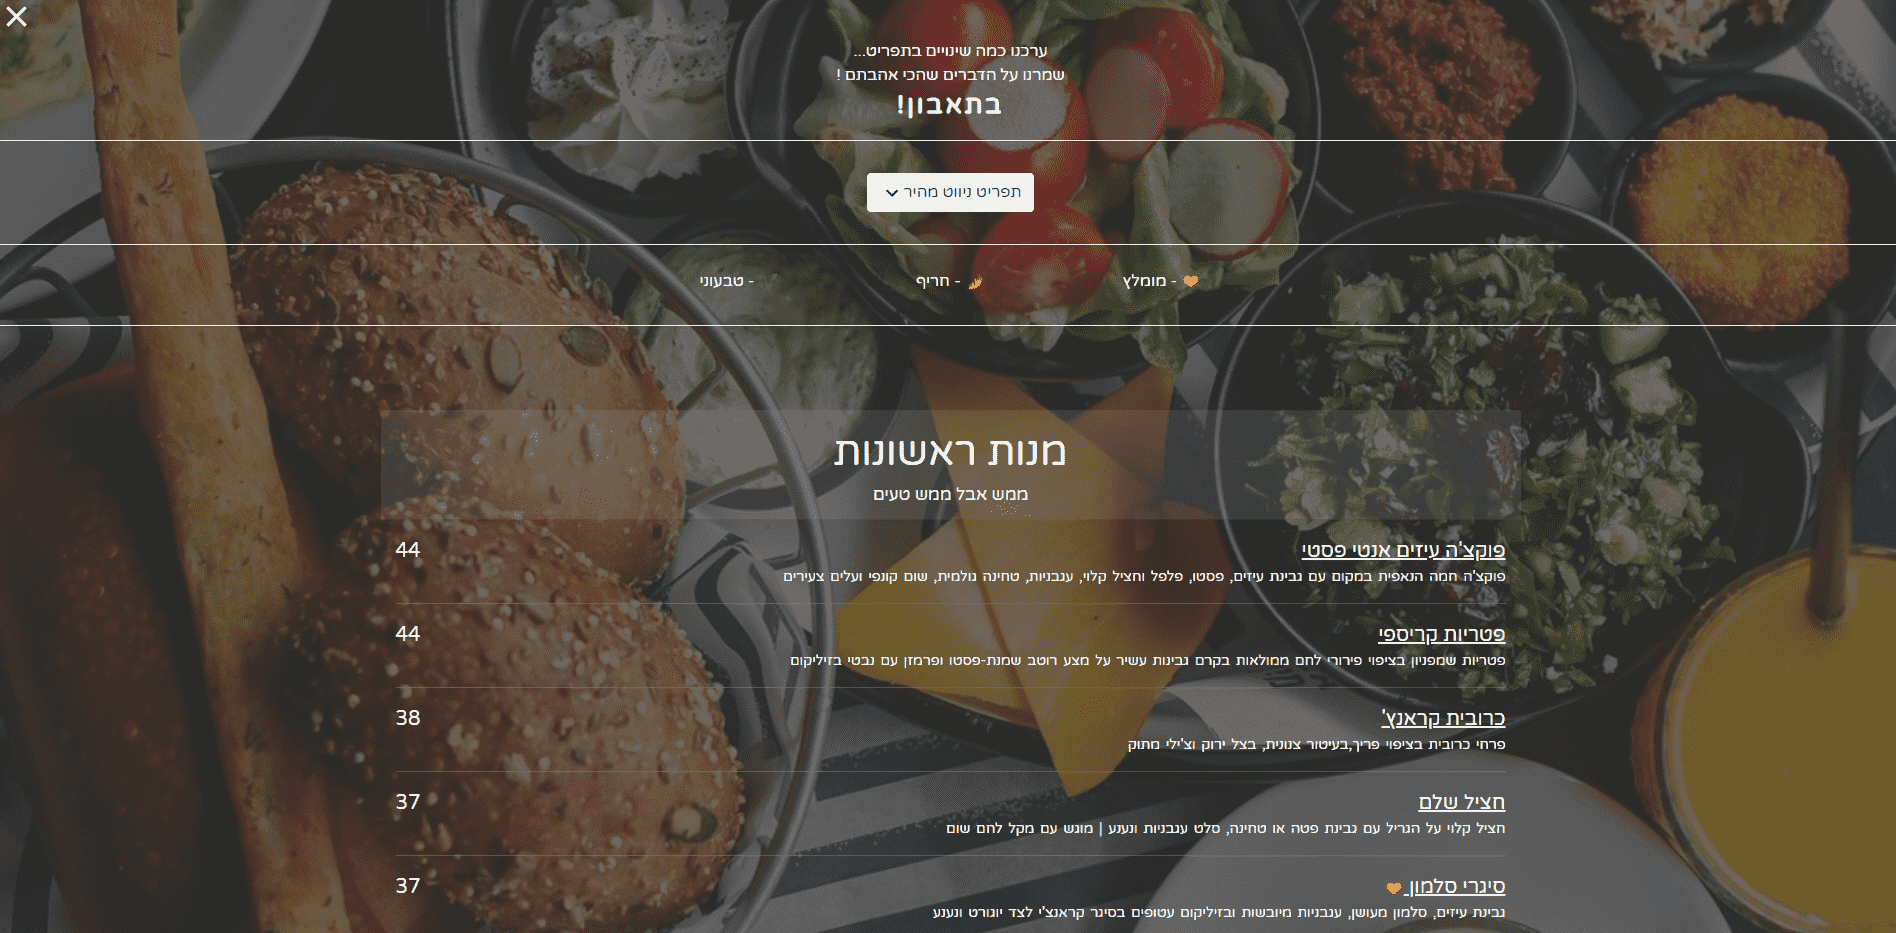 ערכנו כמה שינויים בתפריט...
שמרנו על הדברים שהכי אהבתם !
בתאבון!
תפריט ניווט מהיר
- מומלץ
- חריף
- טבעוני
מנות ראשונות
ממש אבל ממש טעים
פוקצ'ה עיזים אנטי פסטי 44
פוקצ'ה חמה הנאפית במקום עם גבינת עיזים, פסטו, פלפל וחציל קלוי, עגבניות, טחינה גולמית, שום קונפי ועלים צעירים
פטריות קריספי 44
פטריות שמפניון בציפוי פירורי לחם ממולאות בקרם גבינות עשיר על מצע רוטב שמנת-פסטו ופרמזן עם נבטי בזיליקום
כרובית קראנץ' 38
פרחי כרובית בציפוי פריך,בעיטור צנונית, בצל ירוק וצ'ילי מתוק
חציל שלם 37
חציל קלוי על הגריל עם גבינת פטה או טחינה, סלט עגבניות ונענע | מוגש עם מקל לחם שום
סיגרי סלמון 37
גבינת עיזים, סלמון מעושן, עגבניות מיובשות ובזיליקום עטופים בסיגר קראנצ'י לצד יוגורט ונענע